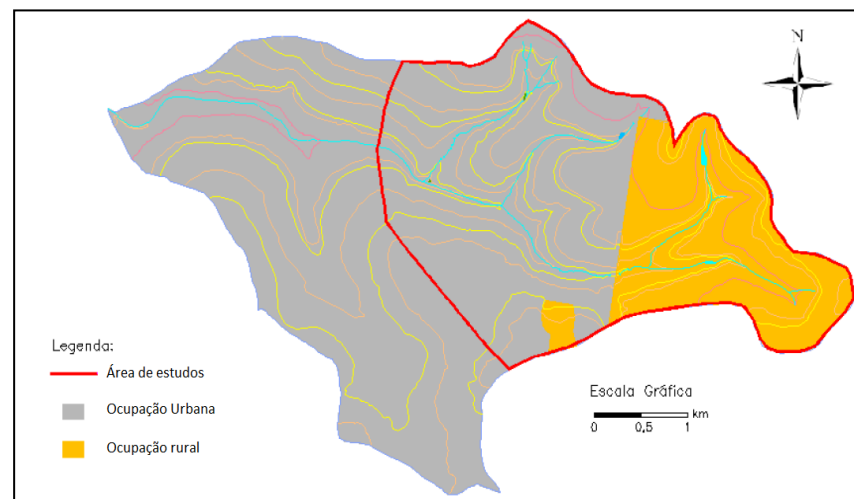 N
Legenda:
Área de estudos
Ocupação Urbana
Ocupação rural
Escala Gráfica
km
0 0,5 1